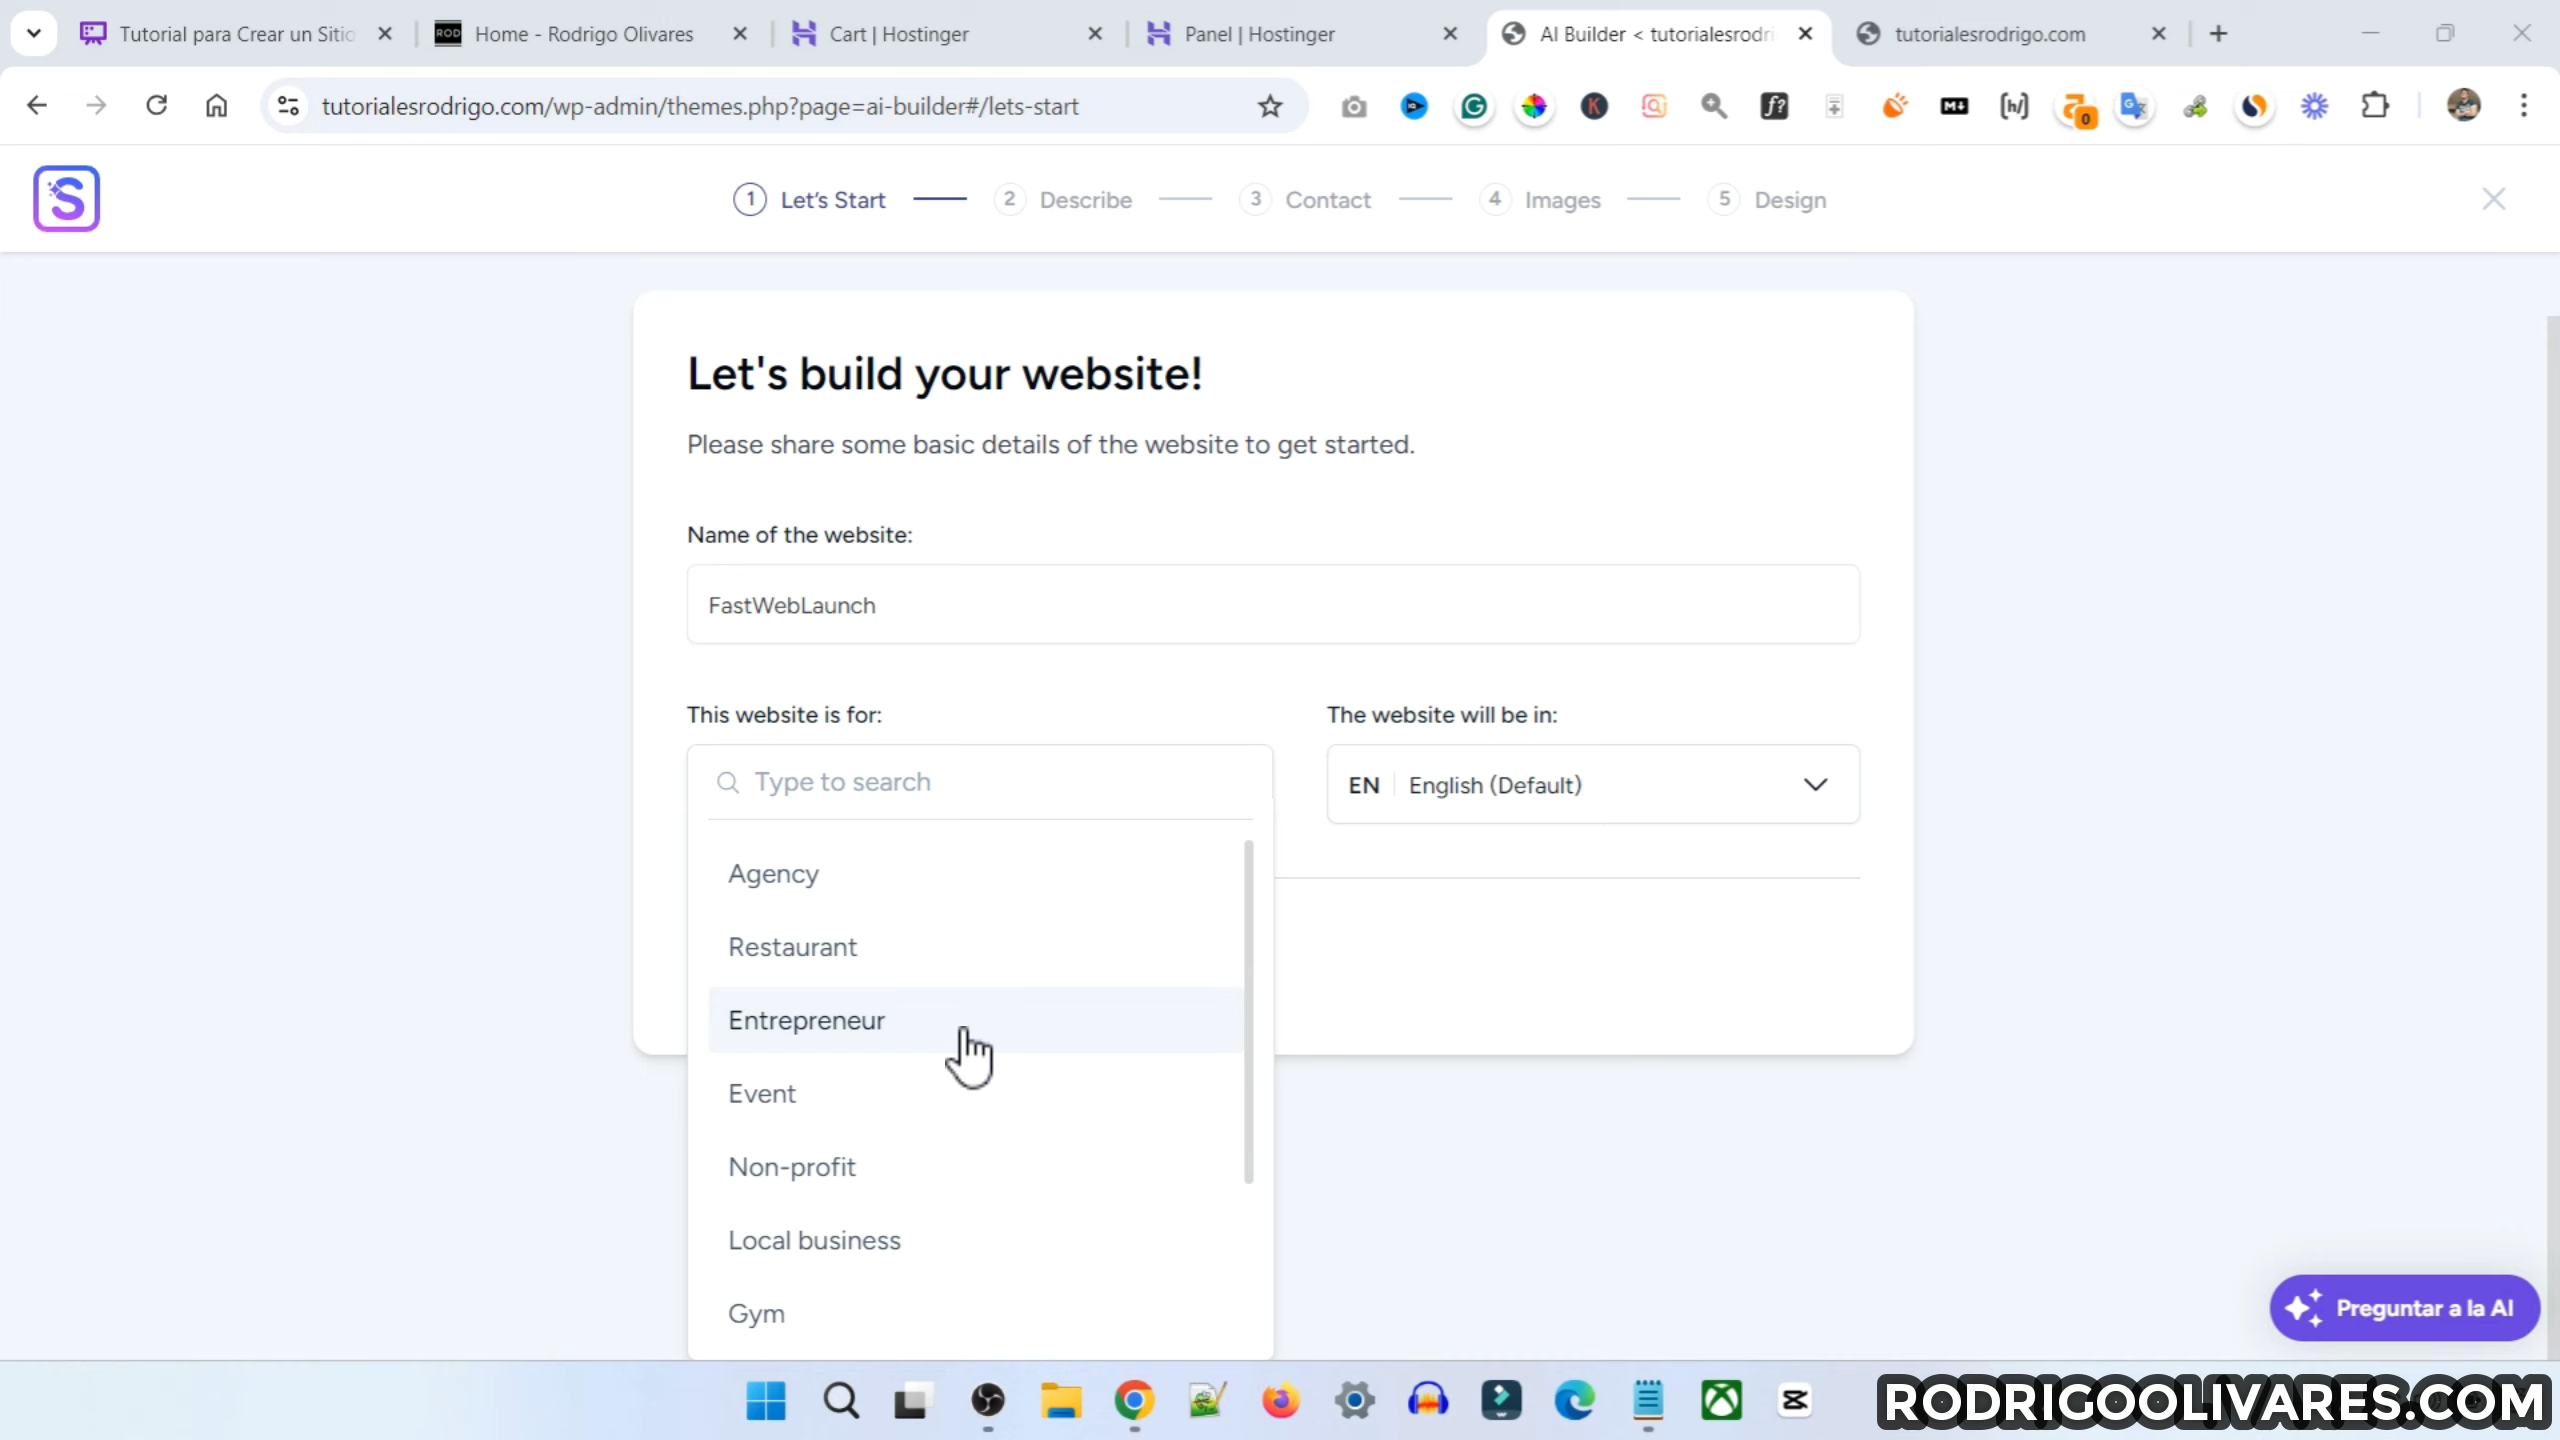 Tutorial para Crear un Sitio
ROD
Home - Rodrigo Olivares
Cart | Hostinger
Panel | Hostinger
AI Builder < tutorialesrodri
tutorialesrodrigo.com
tutorialesrodrigo.com/wp-admin/themes.php?page=ai-builder#/lets-start
S
1 Let's Start
2 Describe
3 Contact
4 Images
5 Design
Let's build your website!
Please share some basic details of the website to get started.
Name of the website:
FastWebLaunch
This website is for:
The website will be in:
Type to search
EN English (Default)
Agency
Restaurant
Entrepreneur
Event
Non-profit
Local business
Gym
Preguntar a la AI
RODRIGOOLIVARES.COM